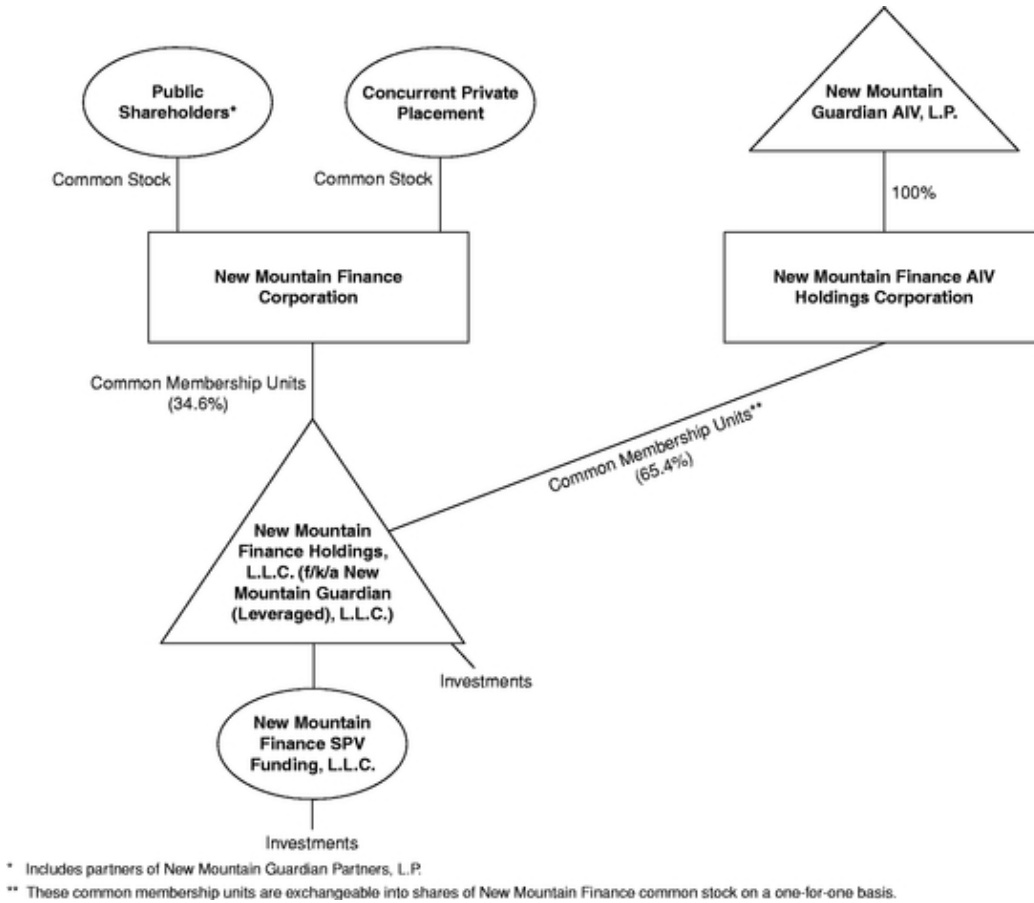 Public
Shareholders*
Concurrent Private
Placement
New Mountain
Guardian AIV, L.P.
Common Stock
Common Stock
100%
New Mountain Finance
Corporation
New Mountain Finance AIV
Holdings Corporation
Common Membership Units
(34.6%)
Common Membership Units**
(65.4%)
New Mountain
Finance Holdings,
L.L.C. (f/k/a New
Mountain Guardian
(Leveraged), L.L.C.)
Investments
New Mountain
Finance SPV
Funding, L.L.C.
Investments
* Includes partners of New Mountain Guardian Partners, L.P.
** These common membership units are exchangeable into shares of New Mountain Finance common stock on a one-for-one basis.